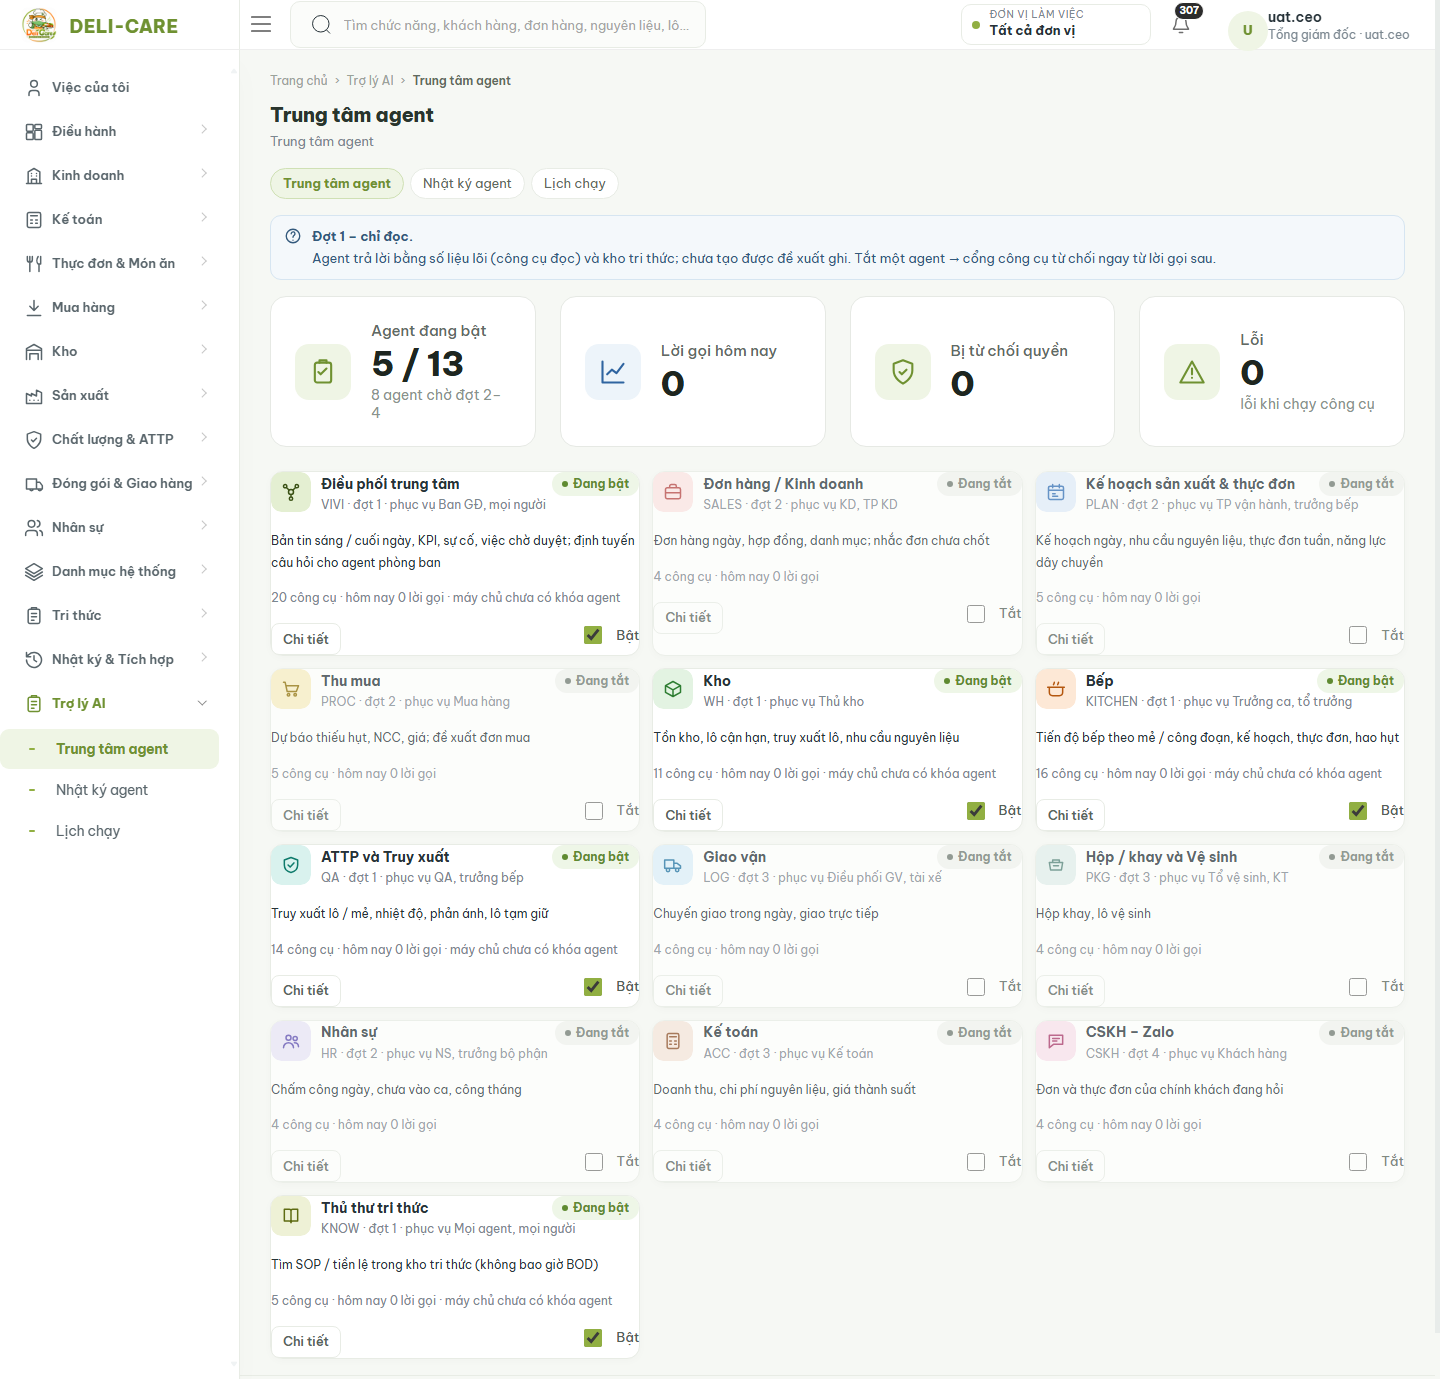 DELI-CARE
Tìm chức năng, khách hàng, đơn hàng, nguyên liệu, lô...
ĐƠN VỊ LÀM VIỆC
Tất cả đơn vị
307
U
uat.ceo
Tổng giám đốc · uat.ceo
Việc của tôi
Điều hành
Kinh doanh
Kế toán
Thực đơn & Món ăn
Mua hàng
Kho
Sản xuất
Chất lượng & ATTP
Đóng gói & Giao hàng
Nhân sự
Danh mục hệ thống
Tri thức
Nhật ký & Tích hợp
Trợ lý AI
Trung tâm agent
Nhật ký agent
Lịch chạy
Trang chủ > Trợ lý AI > Trung tâm agent
Trung tâm agent
Trung tâm agent
Trung tâm agent
Nhật ký agent
Lịch chạy
Đợt 1 – chỉ đọc.
Agent trả lời bằng số liệu lõi (công cụ đọc) và kho tri thức; chưa tạo được đề xuất ghi. Tắt một agent → cổng công cụ từ chối ngay từ lời gọi sau.
Agent đang bật
5 / 13
8 agent chờ đợt 2–
4
Lời gọi hôm nay
0
Bị từ chối quyền
0
Lỗi
0
lỗi khi chạy công cụ
Điều phối trung tâm
Đang bật
VIVI · đợt 1 · phục vụ Ban GĐ, mọi người
Bản tin sáng / cuối ngày, KPI, sự cố, việc chờ duyệt; định tuyến
câu hỏi cho agent phòng ban
20 công cụ · hôm nay 0 lời gọi · máy chủ chưa có khóa agent
Chi tiết
Bật
Đơn hàng / Kinh doanh
Đang tắt
SALES · đợt 2 · phục vụ KD, TP KD
Đơn hàng ngày, hợp đồng, danh mục; nhắc đơn chưa chốt
4 công cụ · hôm nay 0 lời gọi
Chi tiết
Tắt
Kế hoạch sản xuất & thực đơn
Đang tắt
PLAN · đợt 2 · phục vụ TP vận hành, trưởng bếp
Kế hoạch ngày, nhu cầu nguyên liệu, thực đơn tuần, năng lực
dây chuyền
5 công cụ · hôm nay 0 lời gọi
Chi tiết
Tắt
Thu mua
Đang tắt
PROC · đợt 2 · phục vụ Mua hàng
Dự báo thiếu hụt, NCC, giá; đề xuất đơn mua
5 công cụ · hôm nay 0 lời gọi
Chi tiết
Tắt
Kho
Đang bật
WH · đợt 1 · phục vụ Thủ kho
Tồn kho, lô cận hạn, truy xuất lô, nhu cầu nguyên liệu
11 công cụ · hôm nay 0 lời gọi · máy chủ chưa có khóa agent
Chi tiết
Bật
Bếp
Đang bật
KITCHEN · đợt 1 · phục vụ Trưởng ca, tổ trưởng
Tiến độ bếp theo mẻ / công đoạn, kế hoạch, thực đơn, hao hụt
16 công cụ · hôm nay 0 lời gọi · máy chủ chưa có khóa agent
Chi tiết
Bật
ATTP và Truy xuất
Đang bật
QA · đợt 1 · phục vụ QA, trưởng bếp
Truy xuất lô / mẻ, nhiệt độ, phản ánh, lô tạm giữ
14 công cụ · hôm nay 0 lời gọi · máy chủ chưa có khóa agent
Chi tiết
Bật
Giao vận
Đang tắt
LOG · đợt 3 · phục vụ Điều phối GV, tài xế
Chuyến giao trong ngày, giao trực tiếp
4 công cụ · hôm nay 0 lời gọi
Chi tiết
Tắt
Hộp / khay và Vệ sinh
Đang tắt
PKG · đợt 3 · phục vụ Tổ vệ sinh, KT
Hộp khay, lô vệ sinh
4 công cụ · hôm nay 0 lời gọi
Chi tiết
Tắt
Nhân sự
Đang tắt
HR · đợt 2 · phục vụ NS, trưởng bộ phận
Chấm công ngày, chưa vào ca, công tháng
4 công cụ · hôm nay 0 lời gọi
Chi tiết
Tắt
Kế toán
Đang tắt
ACC · đợt 3 · phục vụ Kế toán
Doanh thu, chi phí nguyên liệu, giá thành suất
4 công cụ · hôm nay 0 lời gọi
Chi tiết
Tắt
CSKH – Zalo
Đang tắt
CSKH · đợt 4 · phục vụ Khách hàng
Đơn và thực đơn của chính khách đang hỏi
4 công cụ · hôm nay 0 lời gọi
Chi tiết
Tắt
Thủ thư tri thức
Đang bật
KNOW · đợt 1 · phục vụ Mọi agent, mọi người
Tìm SOP / tiền lệ trong kho tri thức (không bao giờ BOD)
5 công cụ · hôm nay 0 lời gọi · máy chủ chưa có khóa agent
Chi tiết
Bật